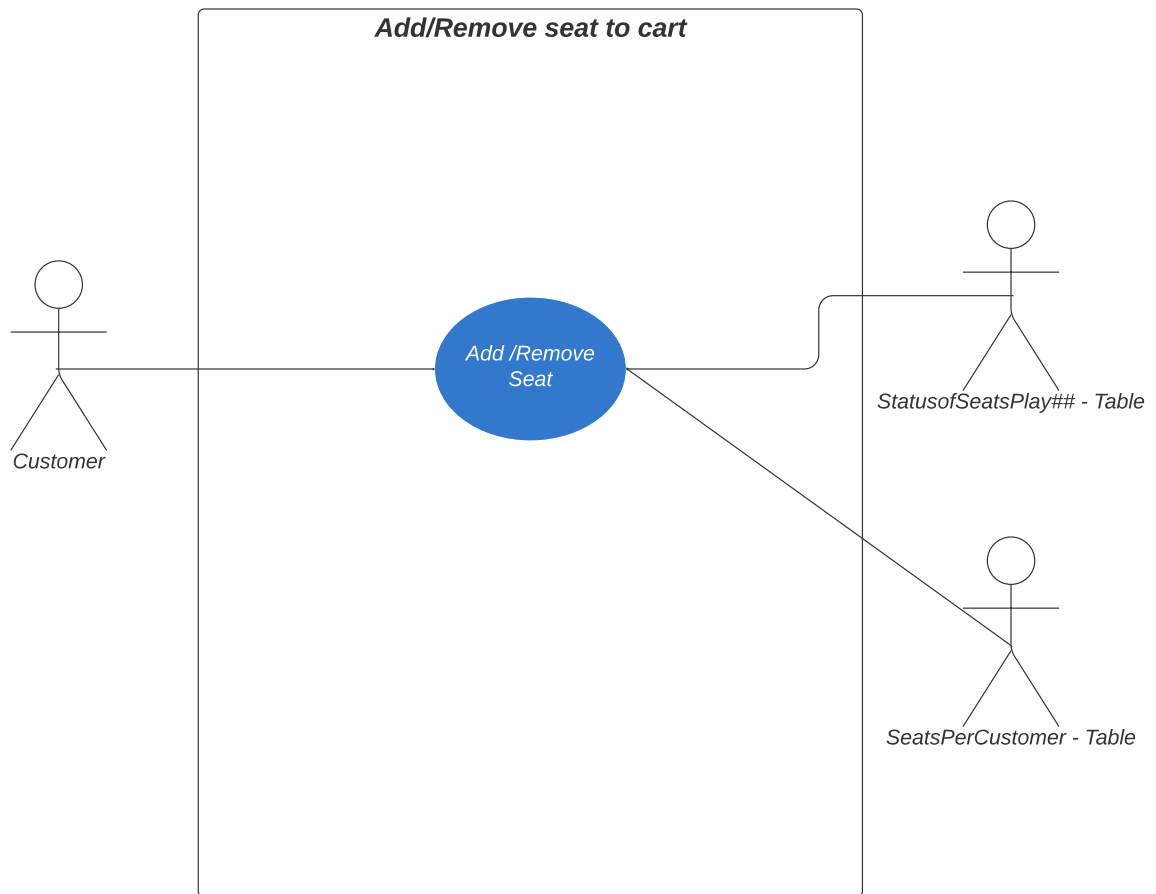 Add/Remove seat to cart
Add /Remove
Seat
StatusofSeatsPlay## - Table
Customer
SeatsPerCustomer - Table